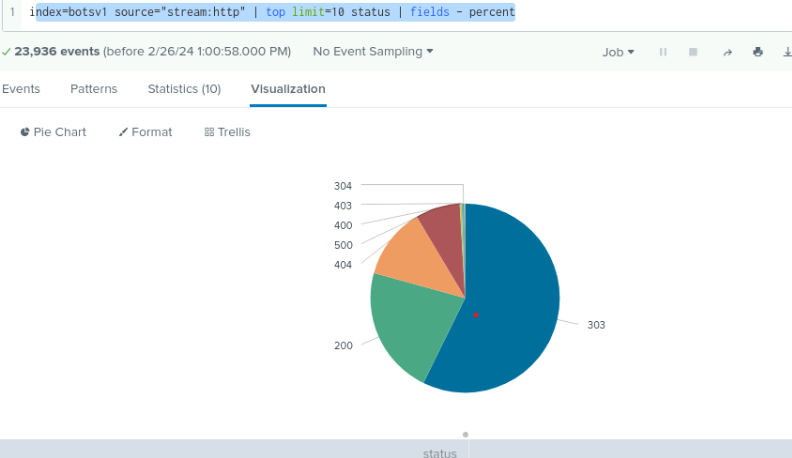 1 index=botsv1 source="stream:http" | top limit=10 status | fields - percent
23,936 events (before 2/26/24 1:00:58.000 PM) No Event Sampling Job
Events Patterns Statistics (10) Visualization
Pie Chart Format Trellis
304
403
400
500
404
303
200
status